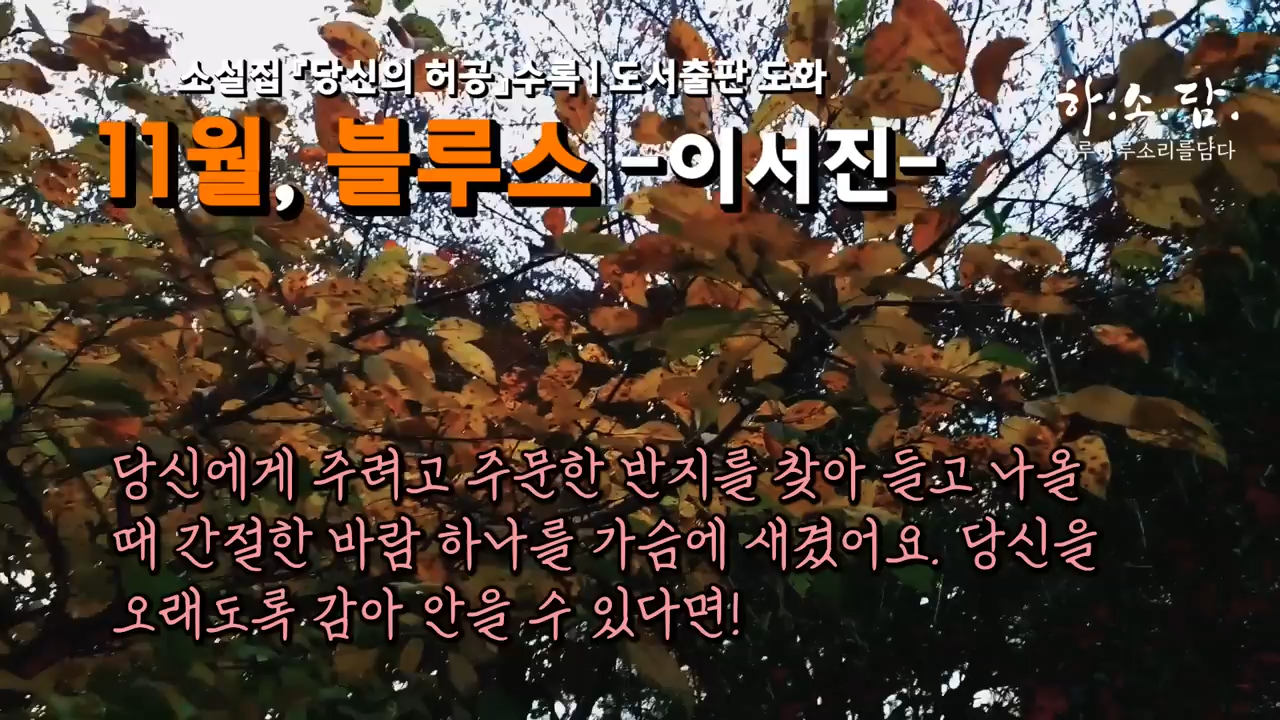 소설집 「당신의 허공」수록 | 도서출판 도화
11월, 블루스 -이서진-
하.소.담.
루하루소리를담다
당신에게 주려고 주문한 반지를 찾아 들고 나올
때 간절한 바람 하나를 가슴에 새겼어요. 당신을
오래도록 감아 안을 수 있다면!